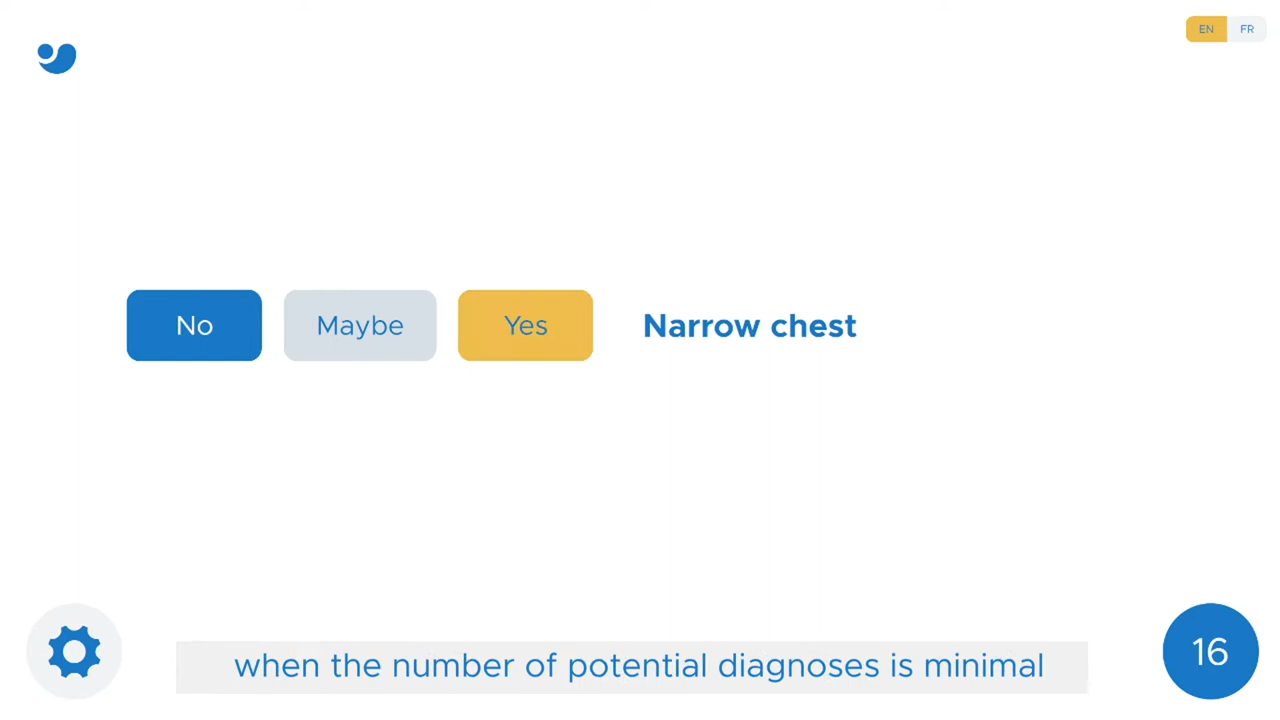 EN FR
No Maybe Yes Narrow chest
when the number of potential diagnoses is minimal
16